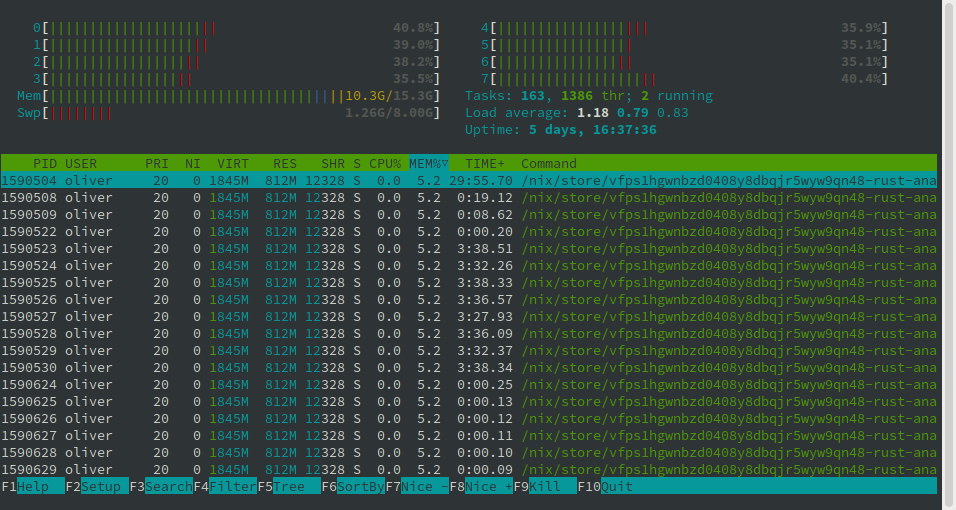 0[||||||||||||||||||||| 40.8%] 4[|||||||||||||||||||| 35.9%]
1[|||||||||||||||||||| 39.0%] 5[|||||||||||||||||| 35.1%]
2[||||||||||||||||||| 38.2%] 6[|||||||||||||||||| 35.1%]
3[|||||||||||||||||| 35.5%] 7[||||||||||||||||||||| 40.4%]
Mem[||||||||||||||||||||||||||||||||||||||10.3G/15.3G] Tasks: 163, 1386 thr; 2 running
Swp[|||||||| 1.26G/8.00G] Load average: 1.18 0.79 0.83
Uptime: 5 days, 16:37:36
PID USER PRI NI VIRT RES SHR S CPU% MEM%▽ TIME+ Command
1590504 oliver 20 0 1845M 812M 12328 S 0.0 5.2 29:55.70 /nix/store/vfps1hgwnbzd0408y8dbqjr5wyw9qn48-rust-ana
1590508 oliver 20 0 1845M 812M 12328 S 0.0 5.2 0:19.12 /nix/store/vfps1hgwnbzd0408y8dbqjr5wyw9qn48-rust-ana
1590509 oliver 20 0 1845M 812M 12328 S 0.0 5.2 0:08.62 /nix/store/vfps1hgwnbzd0408y8dbqjr5wyw9qn48-rust-ana
1590522 oliver 20 0 1845M 812M 12328 S 0.0 5.2 0:00.20 /nix/store/vfps1hgwnbzd0408y8dbqjr5wyw9qn48-rust-ana
1590523 oliver 20 0 1845M 812M 12328 S 0.0 5.2 3:38.51 /nix/store/vfps1hgwnbzd0408y8dbqjr5wyw9qn48-rust-ana
1590524 oliver 20 0 1845M 812M 12328 S 0.0 5.2 3:32.26 /nix/store/vfps1hgwnbzd0408y8dbqjr5wyw9qn48-rust-ana
1590525 oliver 20 0 1845M 812M 12328 S 0.0 5.2 3:38.33 /nix/store/vfps1hgwnbzd0408y8dbqjr5wyw9qn48-rust-ana
1590526 oliver 20 0 1845M 812M 12328 S 0.0 5.2 3:36.57 /nix/store/vfps1hgwnbzd0408y8dbqjr5wyw9qn48-rust-ana
1590527 oliver 20 0 1845M 812M 12328 S 0.0 5.2 3:27.93 /nix/store/vfps1hgwnbzd0408y8dbqjr5wyw9qn48-rust-ana
1590528 oliver 20 0 1845M 812M 12328 S 0.0 5.2 3:36.09 /nix/store/vfps1hgwnbzd0408y8dbqjr5wyw9qn48-rust-ana
1590529 oliver 20 0 1845M 812M 12328 S 0.0 5.2 3:32.37 /nix/store/vfps1hgwnbzd0408y8dbqjr5wyw9qn48-rust-ana
1590530 oliver 20 0 1845M 812M 12328 S 0.0 5.2 3:38.34 /nix/store/vfps1hgwnbzd0408y8dbqjr5wyw9qn48-rust-ana
1590624 oliver 20 0 1845M 812M 12328 S 0.0 5.2 0:00.25 /nix/store/vfps1hgwnbzd0408y8dbqjr5wyw9qn48-rust-ana
1590625 oliver 20 0 1845M 812M 12328 S 0.0 5.2 0:00.13 /nix/store/vfps1hgwnbzd0408y8dbqjr5wyw9qn48-rust-ana
1590626 oliver 20 0 1845M 812M 12328 S 0.0 5.2 0:00.12 /nix/store/vfps1hgwnbzd0408y8dbqjr5wyw9qn48-rust-ana
1590627 oliver 20 0 1845M 812M 12328 S 0.0 5.2 0:00.11 /nix/store/vfps1hgwnbzd0408y8dbqjr5wyw9qn48-rust-ana
1590628 oliver 20 0 1845M 812M 12328 S 0.0 5.2 0:00.10 /nix/store/vfps1hgwnbzd0408y8dbqjr5wyw9qn48-rust-ana
1590629 oliver 20 0 1845M 812M 12328 S 0.0 5.2 0:00.09 /nix/store/vfps1hgwnbzd0408y8dbqjr5wyw9qn48-rust-ana
F1Help F2Setup F3SearchF4FilterF5Tree F6SortByF7Nice -F8Nice +F9Kill F10Quit